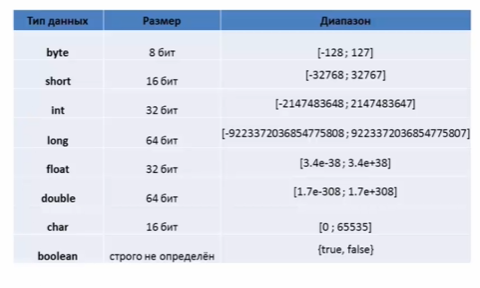 Тип данных Размер Диапазон
byte 8 бит [-128 ; 127]
short 16 бит [-32768 ; 32767]
int 32 бит [-2147483648 ; 2147483647]
long 64 бит [-9223372036854775808 ; 9223372036854775807]
float 32 бит [3.4e-38 ; 3.4e+38]
double 64 бит [1.7e-308 ; 1.7e+308]
char 16 бит [0 ; 65535]
boolean строго не определён {true, false}